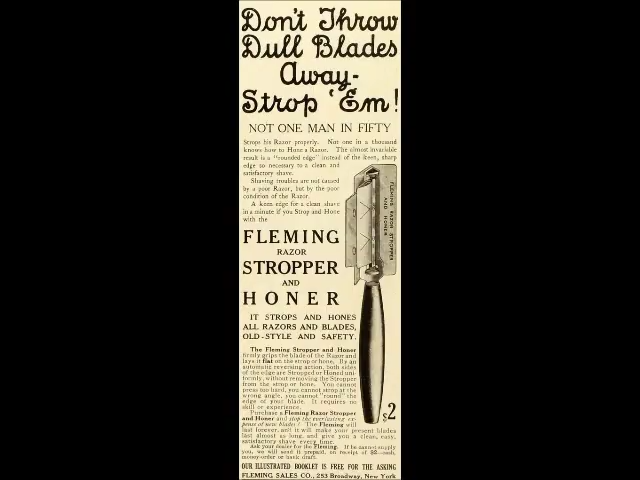 Don't Throw
Dull Blades
Away-
Strop 'Em!
NOT ONE MAN IN FIFTY
Strops his Razor properly. Not one in a thousand
knows how to Hone a Razor. The almost invariable
result is a "rounded edge" instead of the keen, sharp
edge so necessary to a clean and
satisfactory shave.
Shaving troubles are not caused
by a poor Razor, but by the poor
condition of the Razor.
A keen edge for a clean shave
in a minute if you Strop and Hone
with the
FLEMING RAZOR STROPPER
AND HONER
FLEMING
RAZOR
STROPPER
AND
HONER
IT STROPS AND HONES
ALL RAZORS AND BLADES,
OLD-STYLE AND SAFETY.
The Fleming Stropper and Honer
firmly grips the blade of the Razor and
lays it flat on the strop or hone. By an
automatic reversing action, both sides
of the edge are Stropped or Honed uni-
formly, without removing the Stropper
from the strop or hone. You cannot
press too hard, you cannot strop at the
wrong angle, you cannot "round" the
edge of your blade. It requires no
skill or experience.
Purchase a Fleming Razor Stropper
and Honer and stop the everlasting ex-
pense of new blades! The Fleming will
last forever, and it will make your present blades
last almost as long, and give you a clean, easy,
satisfactory shave every time.
Ask your dealer for the Fleming. If he cannot supply
you, we will send it prepaid, on receipt of $2—cash,
money-order or bank draft.
$2
OUR ILLUSTRATED BOOKLET IS FREE FOR THE ASKING
FLEMING SALES CO., 253 Broadway, New York